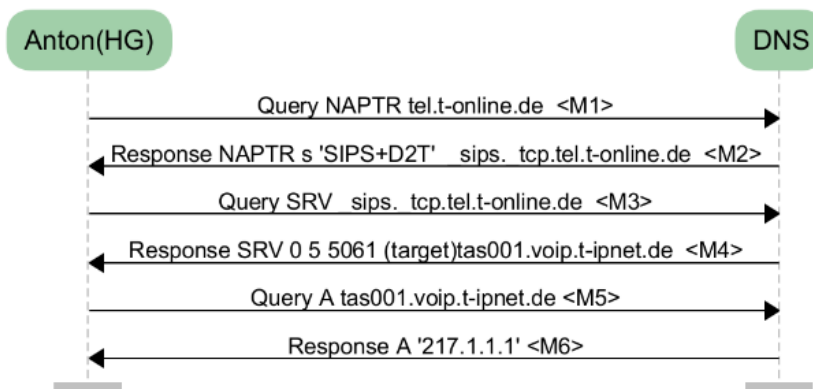 Anton(HG)
DNS
Query NAPTR tel.t-online.de <M1>
Response NAPTR s 'SIPS+D2T' _sips._tcp.tel.t-online.de <M2>
Query SRV _sips._tcp.tel.t-online.de <M3>
Response SRV 0 5 5061 (target)tas001.voip.t-ipnet.de <M4>
Query A tas001.voip.t-ipnet.de <M5>
Response A '217.1.1.1' <M6>